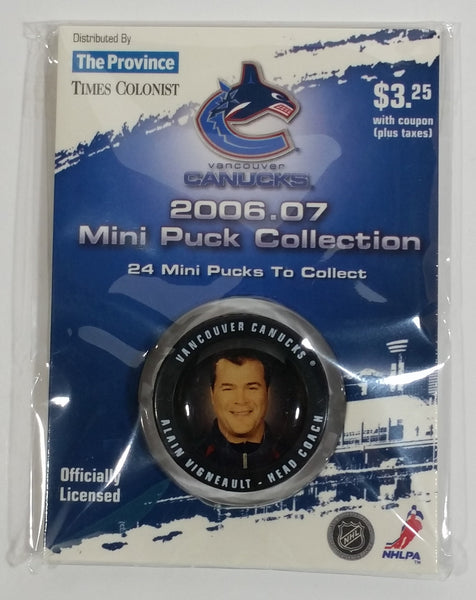 Distributed By
The Province
TIMES COLONIST
$3.25
with coupon
(plus taxes)
VANCOUVER
CANUCKS
2006.07
Mini Puck Collection
24 Mini Pucks To Collect
VANCOUVER CANUCKS ®
ALAIN VIGNEAULT - HEAD COACH
Officially
Licensed
NHL
NHLPA
TM